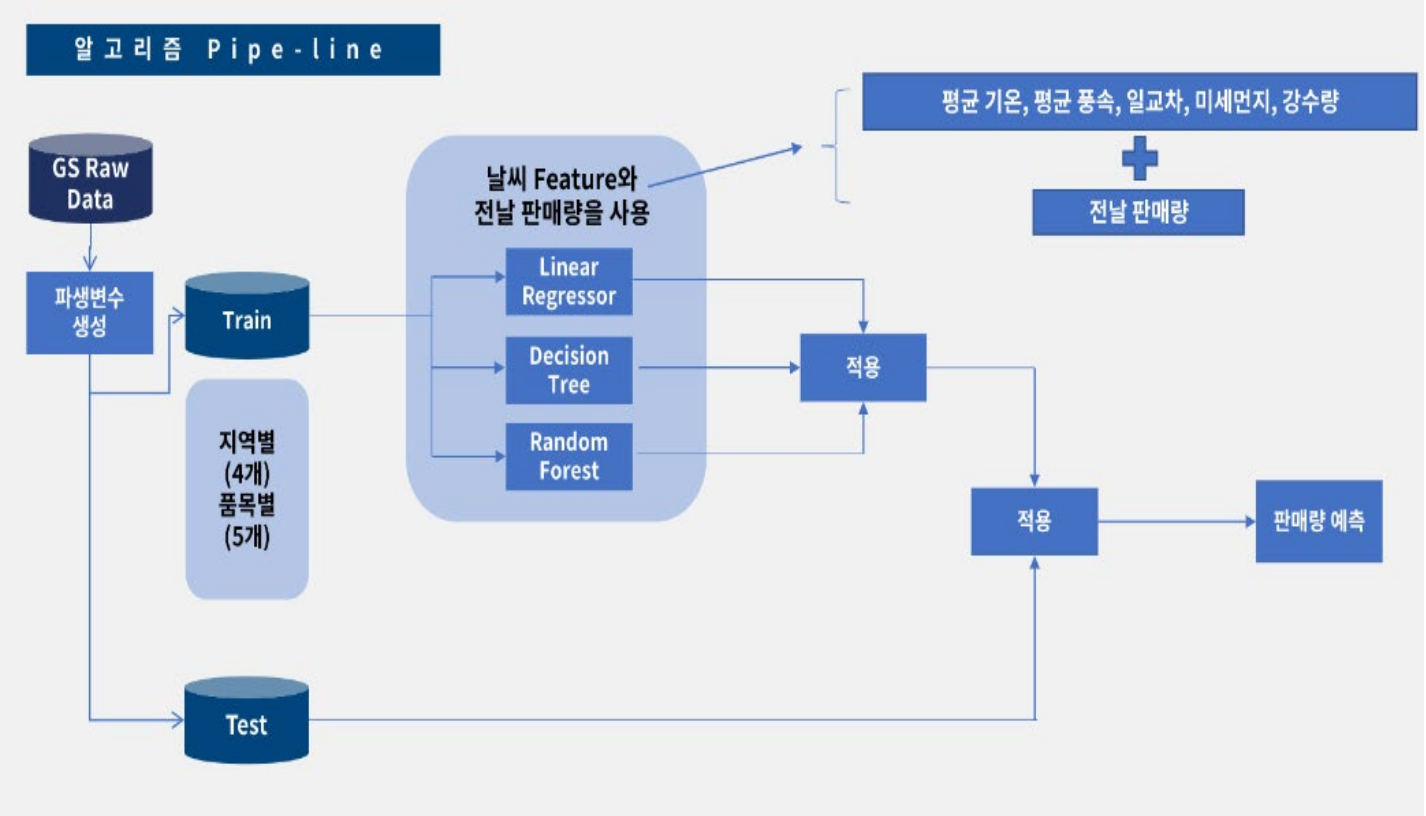 알고리즘 Pipe-line
GS Raw
Data
파생변수
생성
Train
지역별
(4개)
품목별
(5개)
Test
날씨 Feature와
전날 판매량을 사용
Linear
Regressor
Decision
Tree
Random
Forest
평균 기온, 평균 풍속, 일교차, 미세먼지, 강수량
전날 판매량
적용
적용
판매량 예측